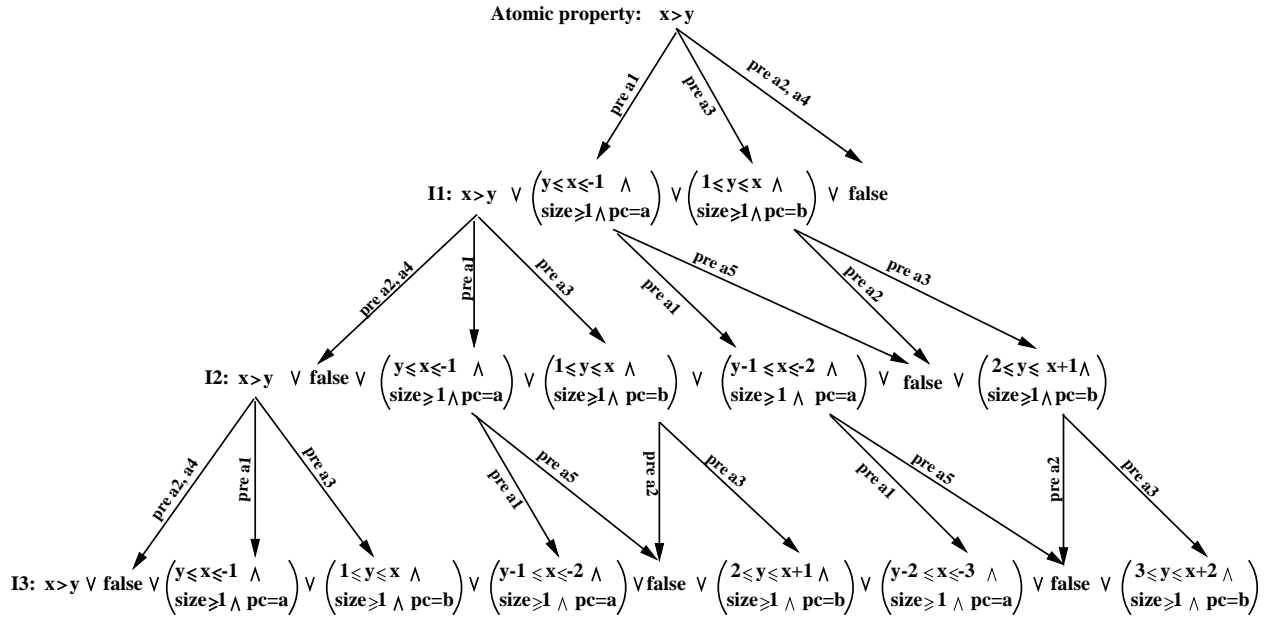 Atomic property: x>y
pre a1
pre a3
pre a2, a4
I1: x>y ∨ (y≤x≤-1 ∧ ∨ (1≤y≤x ∧ ∨ false
size≥1∧pc=a) size≥1∧pc=b)
pre a2, a4
pre a1
pre a3
pre a1
pre a5
pre a2
pre a3
I2: x>y ∨ false ∨ (y≤x≤-1 ∧ ∨ (1≤y≤x ∧ ∨ (y-1≤x≤-2 ∧ ∨ false ∨ (2≤y≤x+1∧
size≥1∧pc=a) size≥1∧pc=b) size≥1∧pc=a) size≥1∧pc=b)
pre a2, a4
pre a1
pre a3
pre a1
pre a5
pre a2
pre a3
pre a1
pre a5
pre a2
pre a3
I3: x>y ∨ false ∨ (y≤x≤-1 ∧ ∨ (1≤y≤x ∧ ∨ (y-1≤x≤-2 ∧ ∨ false ∨ (2≤y≤x+1∧ ∨ (y-2≤x≤-3 ∧ ∨ false ∨ (3≤y≤x+2∧
size≥1∧pc=a) size≥1∧pc=b) size≥1∧pc=a) size≥1∧pc=b) size≥1∧pc=a) size≥1∧pc=b)